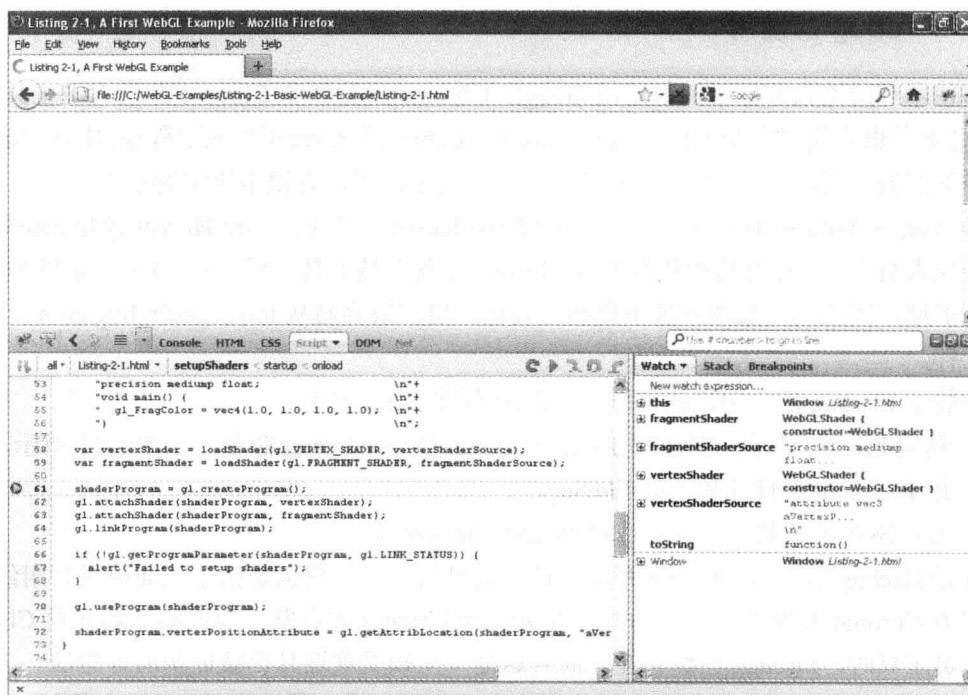 Listing 2-1, A First WebGL Example - Mozilla Firefox
File Edit View History Bookmarks Tools Help
Listing 2-1, A First WebGL Example
file:///C:/WebGL-Examples/Listing-2-1-Basic-WebGL-Example/Listing-2-1.html
Google
Console HTML CSS Script DOM Net
Use # <number> to go to line
all Listing-2-1.html setupShaders < startup < onload
Watch Stack Breakpoints
New watch expression...
53 "precision mediump float; \n"+
54 "void main() { \n"+
55 " gl_FragColor = vec4(1.0, 1.0, 1.0, 1.0); \n"+
56 "} \n";
57
58 var vertexShader = loadShader(gl.VERTEX_SHADER, vertexShaderSource);
59 var fragmentShader = loadShader(gl.FRAGMENT_SHADER, fragmentShaderSource);
60
61 shaderProgram = gl.createProgram();
62 gl.attachShader(shaderProgram, vertexShader);
63 gl.attachShader(shaderProgram, fragmentShader);
64 gl.linkProgram(shaderProgram);
65
66 if (!gl.getProgramParameter(shaderProgram, gl.LINK_STATUS)) {
67 alert("Failed to setup shaders");
68 }
69
70 gl.useProgram(shaderProgram);
71
72 shaderProgram.vertexPositionAttribute = gl.getAttribLocation(shaderProgram, "aVer
73 }
74
this Window Listing-2-1.html
fragmentShader WebGLShader {
constructor=WebGLShader }
fragmentShaderSource "precision mediump
float...
vertexShader WebGLShader {
constructor=WebGLShader }
vertexShaderSource "attribute vec3
aVertexP...
\n"
toString function()
Window Window Listing-2-1.html